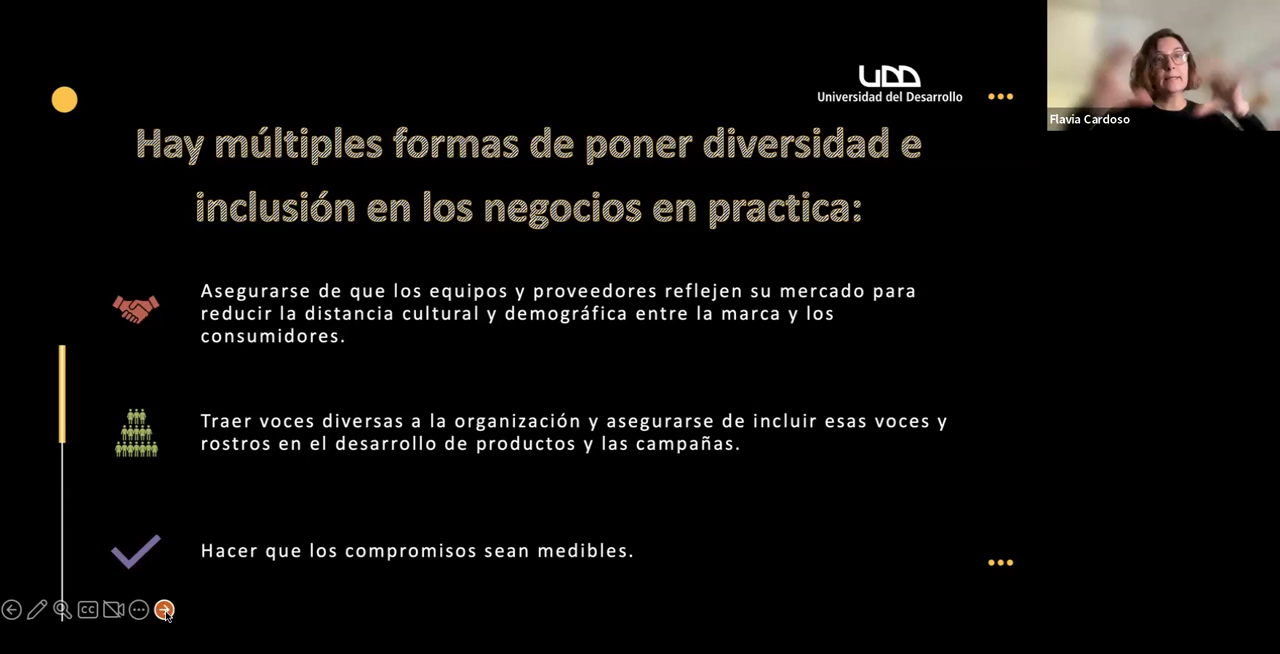 UDD
Universidad del Desarrollo
Flavia Cardoso
Hay múltiples formas de poner diversidad e
inclusión en los negocios en practica:
Asegurarse de que los equipos y proveedores reflejen su mercado para
reducir la distancia cultural y demográfica entre la marca y los
consumidores.
Traer voces diversas a la organización y asegurarse de incluir esas voces y
rostros en el desarrollo de productos y las campañas.
Hacer que los compromisos sean medibles.
CC